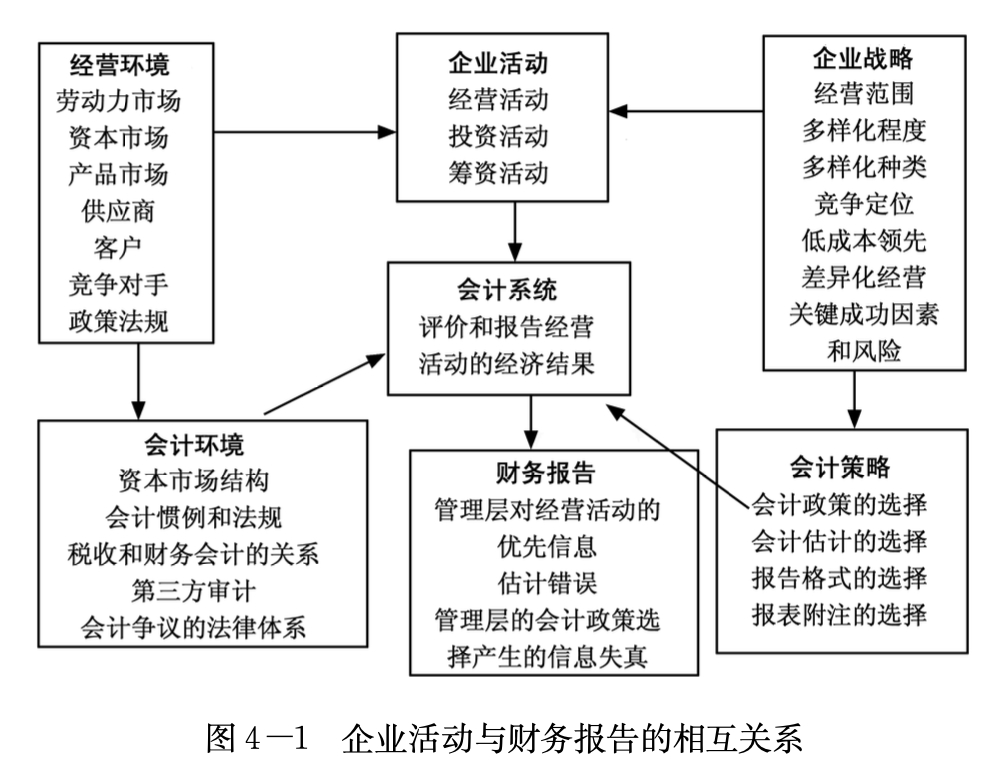 经营环境
劳动力市场
资本市场
产品市场
供应商
客户
竞争对手
政策法规
企业活动
经营活动
投资活动
筹资活动
企业战略
经营范围
多样化程度
多样化种类
竞争定位
低成本领先
差异化经营
关键成功因素
和风险
会计系统
评价和报告经营
活动的经济结果
会计环境
资本市场结构
会计惯例和法规
税收和财务会计的关系
第三方审计
会计争议的法律体系
财务报告
管理层对经营活动的
优先信息
估计错误
管理层的会计政策选
择产生的信息失真
会计策略
会计政策的选择
会计估计的选择
报告格式的选择
报表附注的选择
图 4—1 企业活动与财务报告的相互关系